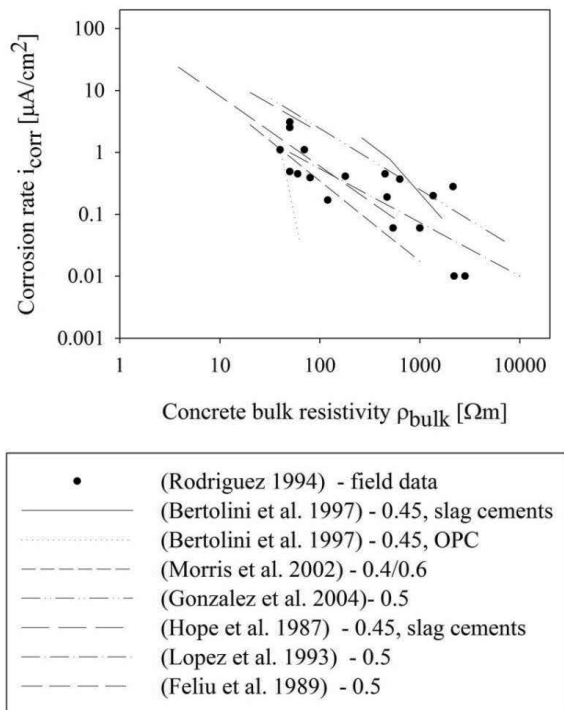 100
10
1
0.1
0.01
0.001
Corrosion rate i_corr [µA/cm²]
1 10 100 1000 10000
Concrete bulk resistivity ρ_bulk [Ωm]
(Rodriguez 1994) - field data
(Bertolini et al. 1997) - 0.45, slag cements
(Bertolini et al. 1997) - 0.45, OPC
(Morris et al. 2002) - 0.4/0.6
(Gonzalez 2004)- 0.5
(Hope et al. 1987) - 0.45, slag cements
(Lopez et al. 1993) - 0.5
(Feliu et al. 1989) - 0.5